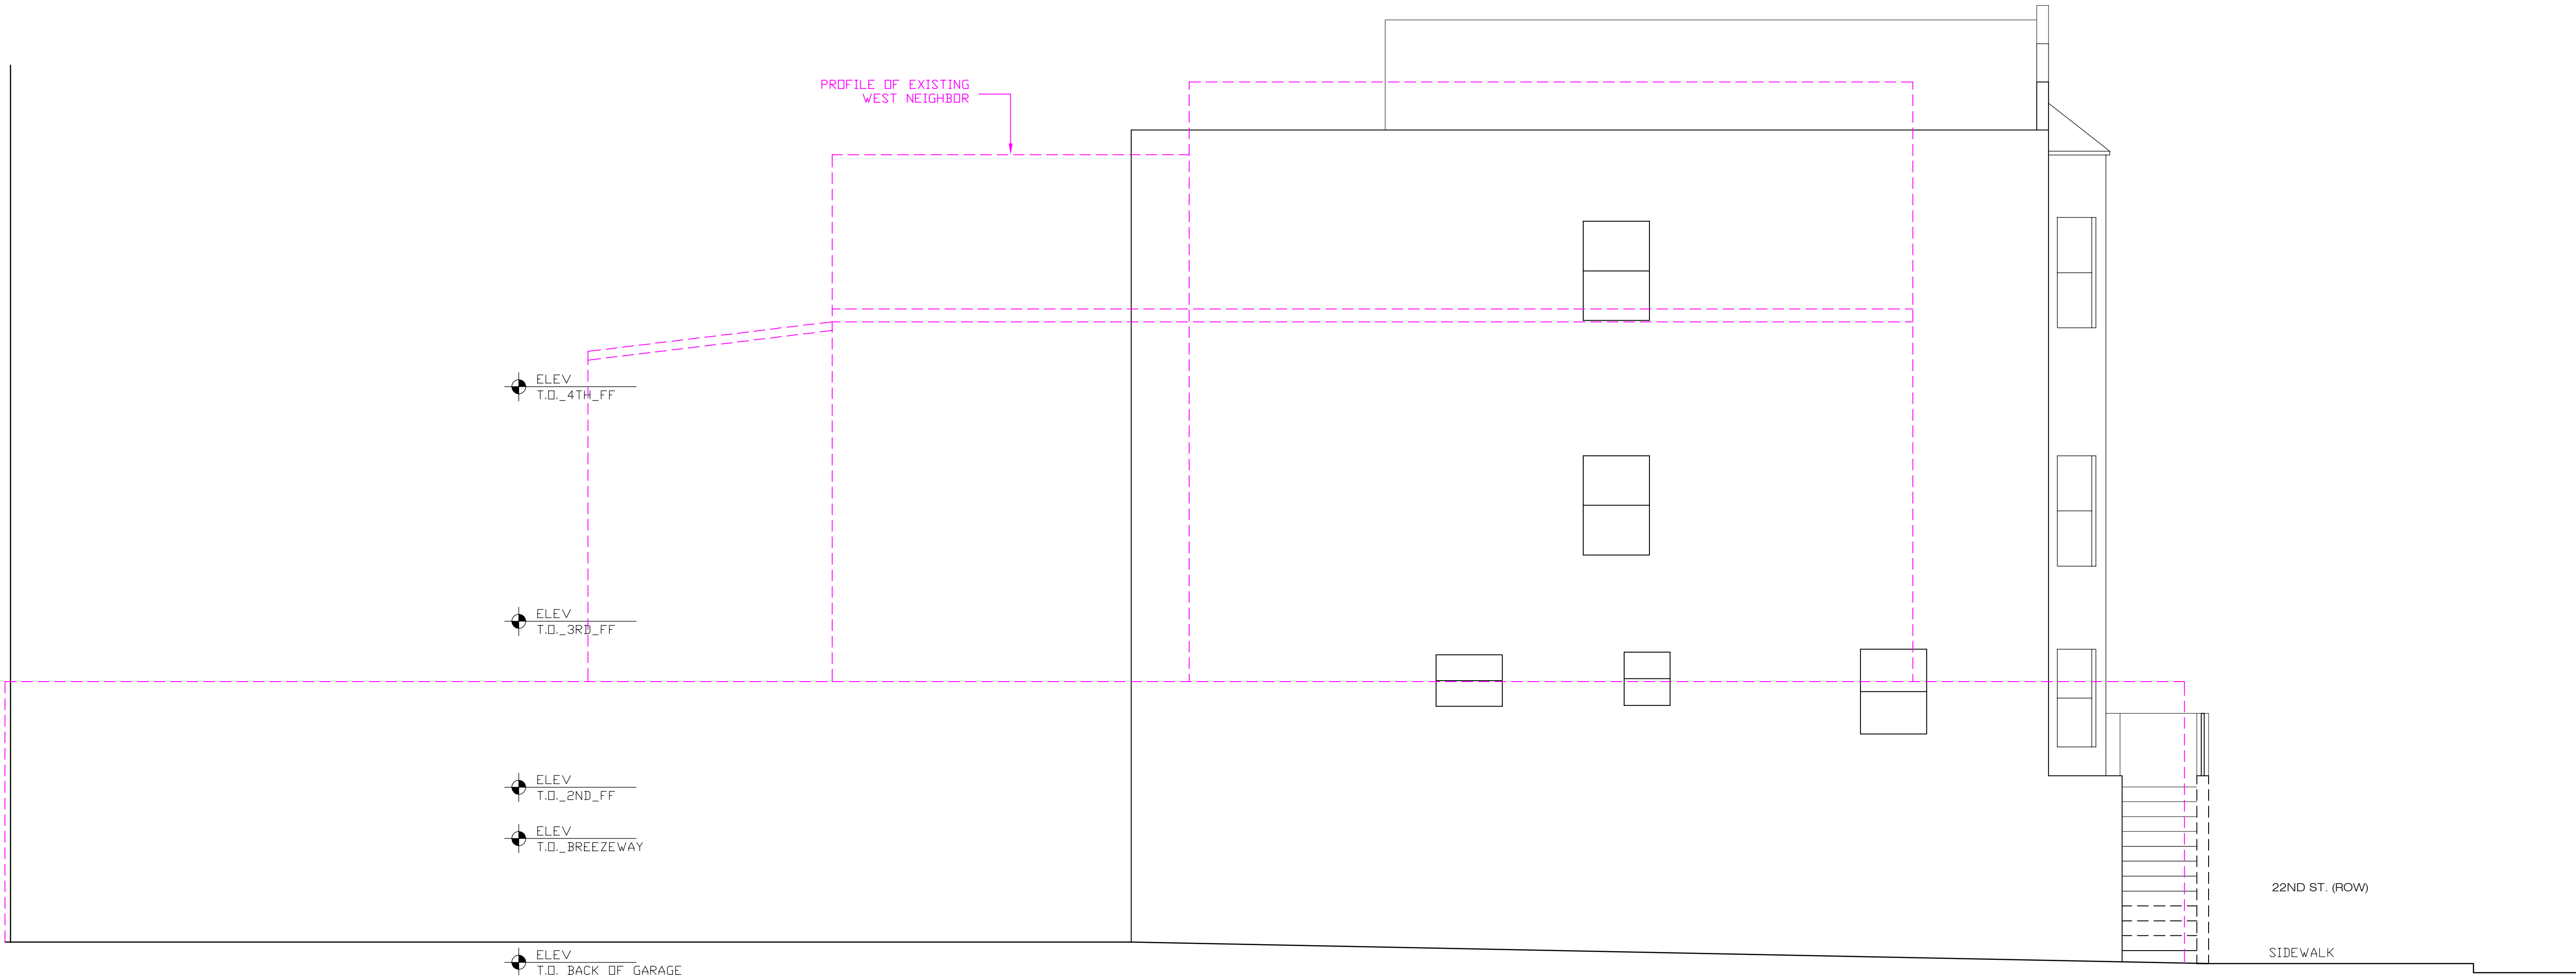 PROFILE OF EXISTING
WEST NEIGHBOR
ELEV
T.O._4TH_FF
ELEV
T.O._3RD_FF
ELEV
T.O._2ND_FF
ELEV
T.O._BREEZEWAY
22ND ST. (ROW)
SIDEWALK
ELEV
T.O. BACK OF GARAGE